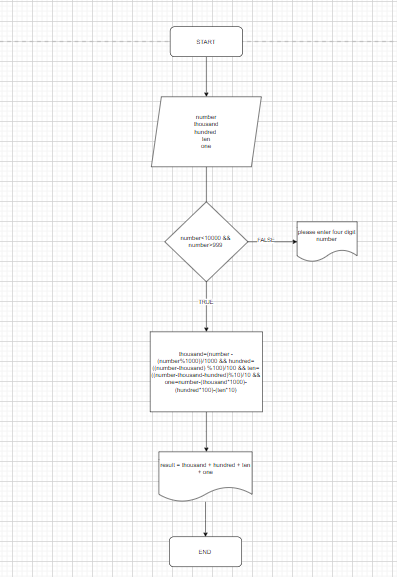 START
number
thousand
hundred
ten
one
number<10000 &&
number>999
FALSE
please enter four digit
number
TRUE
thousand=(number -
(number%1000))/1000 && hundred=
((number-thousand) %100)/100 && ten=
((number-thousand-hundred)%10)/10 &&
one=number-(thousand*1000)-
(hundred*100)-(ten*10)
result = thousand + hundred + ten
+ one
END